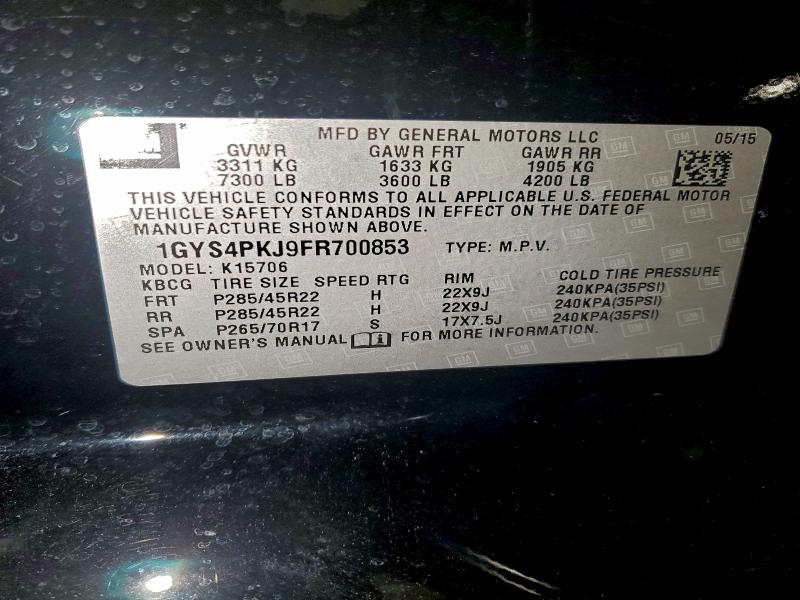 MFD BY GENERAL MOTORS LLC 05/15
GVWR GAWR FRT GAWR RR
3311 KG 1633 KG 1905 KG
7300 LB 3600 LB 4200 LB
THIS VEHICLE CONFORMS TO ALL APPLICABLE U.S. FEDERAL MOTOR
VEHICLE SAFETY STANDARDS IN EFFECT ON THE DATE OF
MANUFACTURE SHOWN ABOVE.
1GYS4PKJ9FR700853 TYPE: M.P.V.
MODEL: K15706
KBCG TIRE SIZE SPEED RTG RIM COLD TIRE PRESSURE
FRT P285/45R22 H 22X9J 240KPA(35PSI)
RR P285/45R22 H 22X9J 240KPA(35PSI)
SPA P265/70R17 S 17X7.5J 240KPA(35PSI)
SEE OWNER'S MANUAL i FOR MORE INFORMATION.